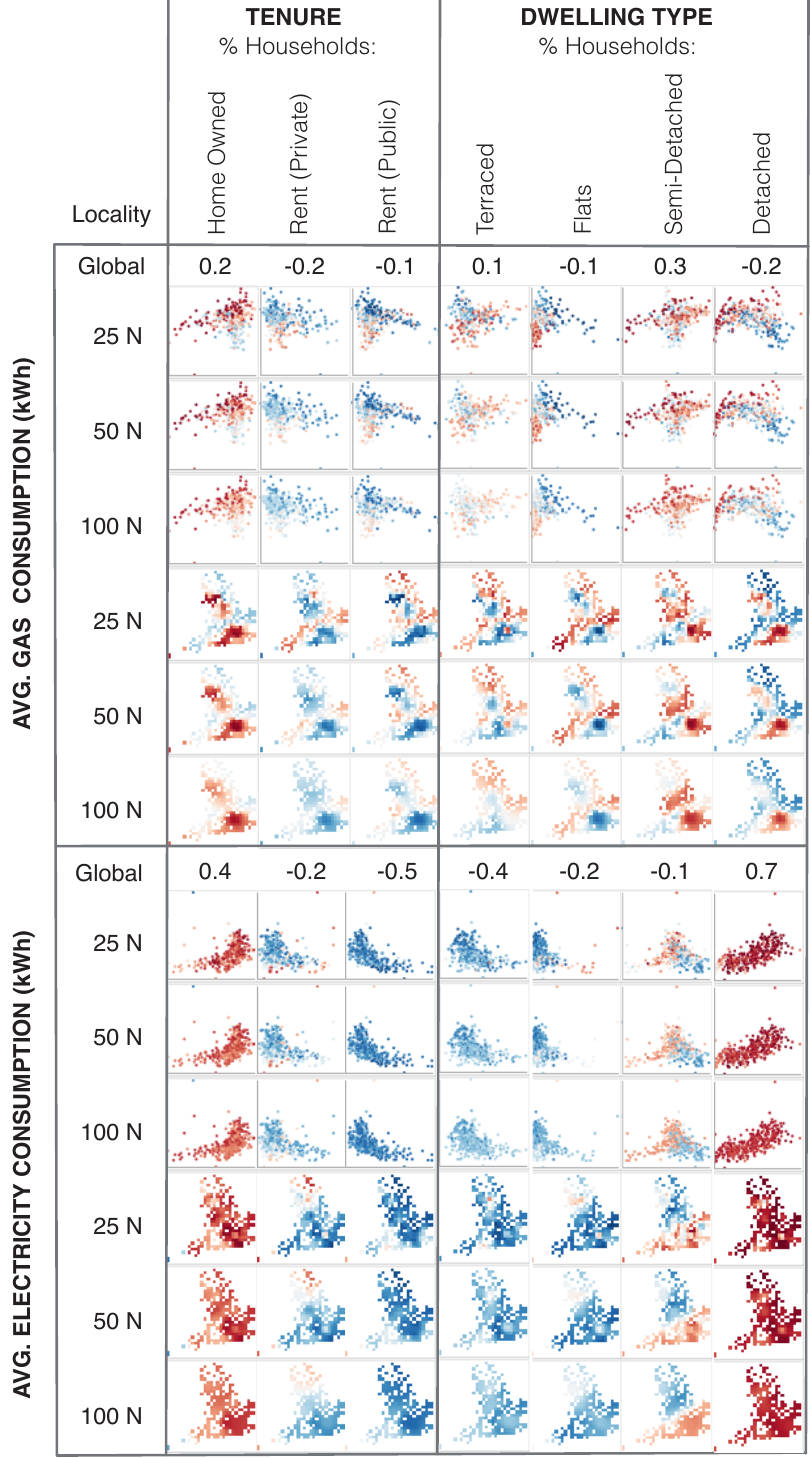 TENURE
% Households:
DWELLING TYPE
% Households:
Locality
Home Owned
Rent (Private)
Rent (Public)
Terraced
Flats
Semi-Detached
Detached
AVG. GAS CONSUMPTION (kWh)
Global 0.2 -0.2 -0.1 0.1 -0.1 0.3 -0.2
25 N
50 N
100 N
25 N
50 N
100 N
AVG. ELECTRICITY CONSUMPTION (kWh)
Global 0.4 -0.2 -0.5 -0.4 -0.2 -0.1 0.7
25 N
50 N
100 N
25 N
50 N
100 N